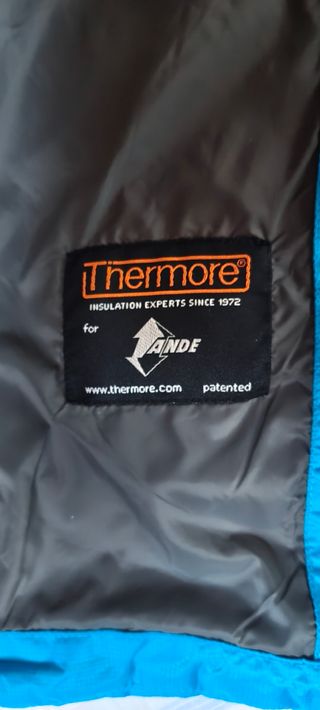 Thermore®
INSULATION EXPERTS SINCE 1972
for
ANDE
www.thermore.com patented